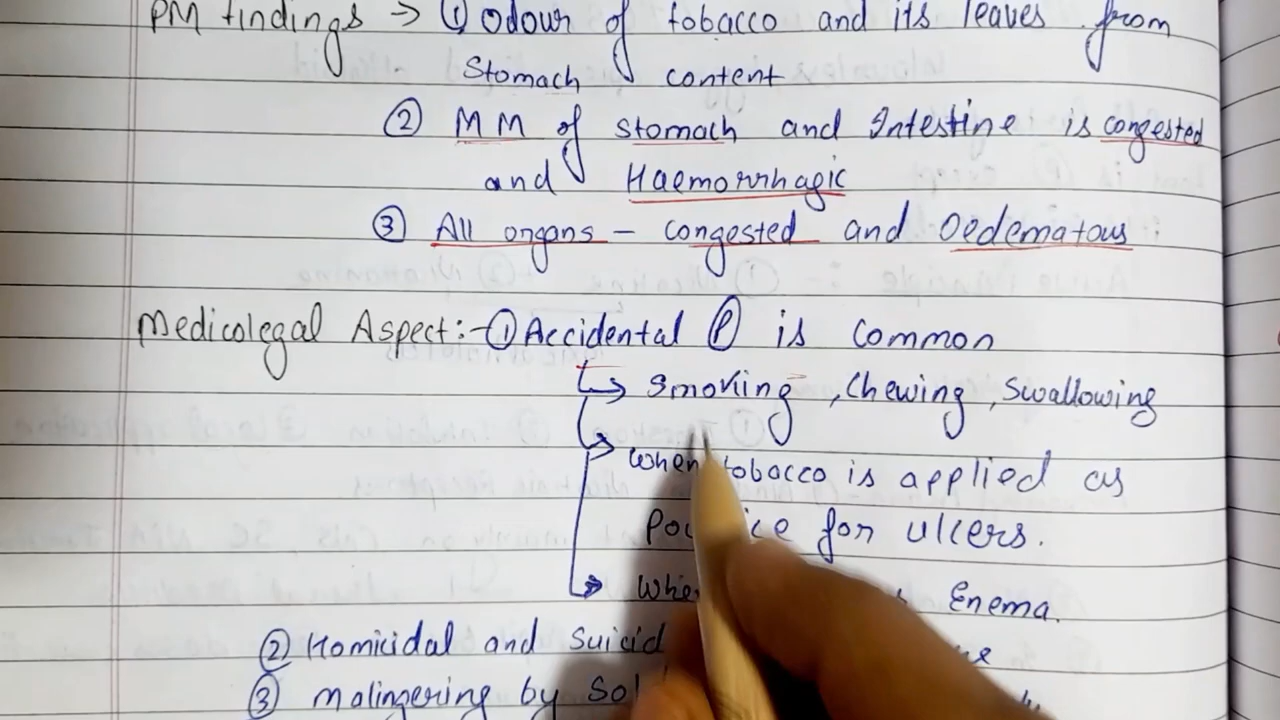 PM findings → ① Odour of tobacco and its leaves from
Stomach content
② MM of stomach and Intestine is congested
and Haemorrhagic
③ All organs - congested and Oedematous
Medicolegal Aspect:- ① Accidental Ⓟ is common
↳ Smoking, Chewing, Swallowing
→ When tobacco is applied as
for ulcers.
→ Enema.
② Homicidal and
③ malingering by